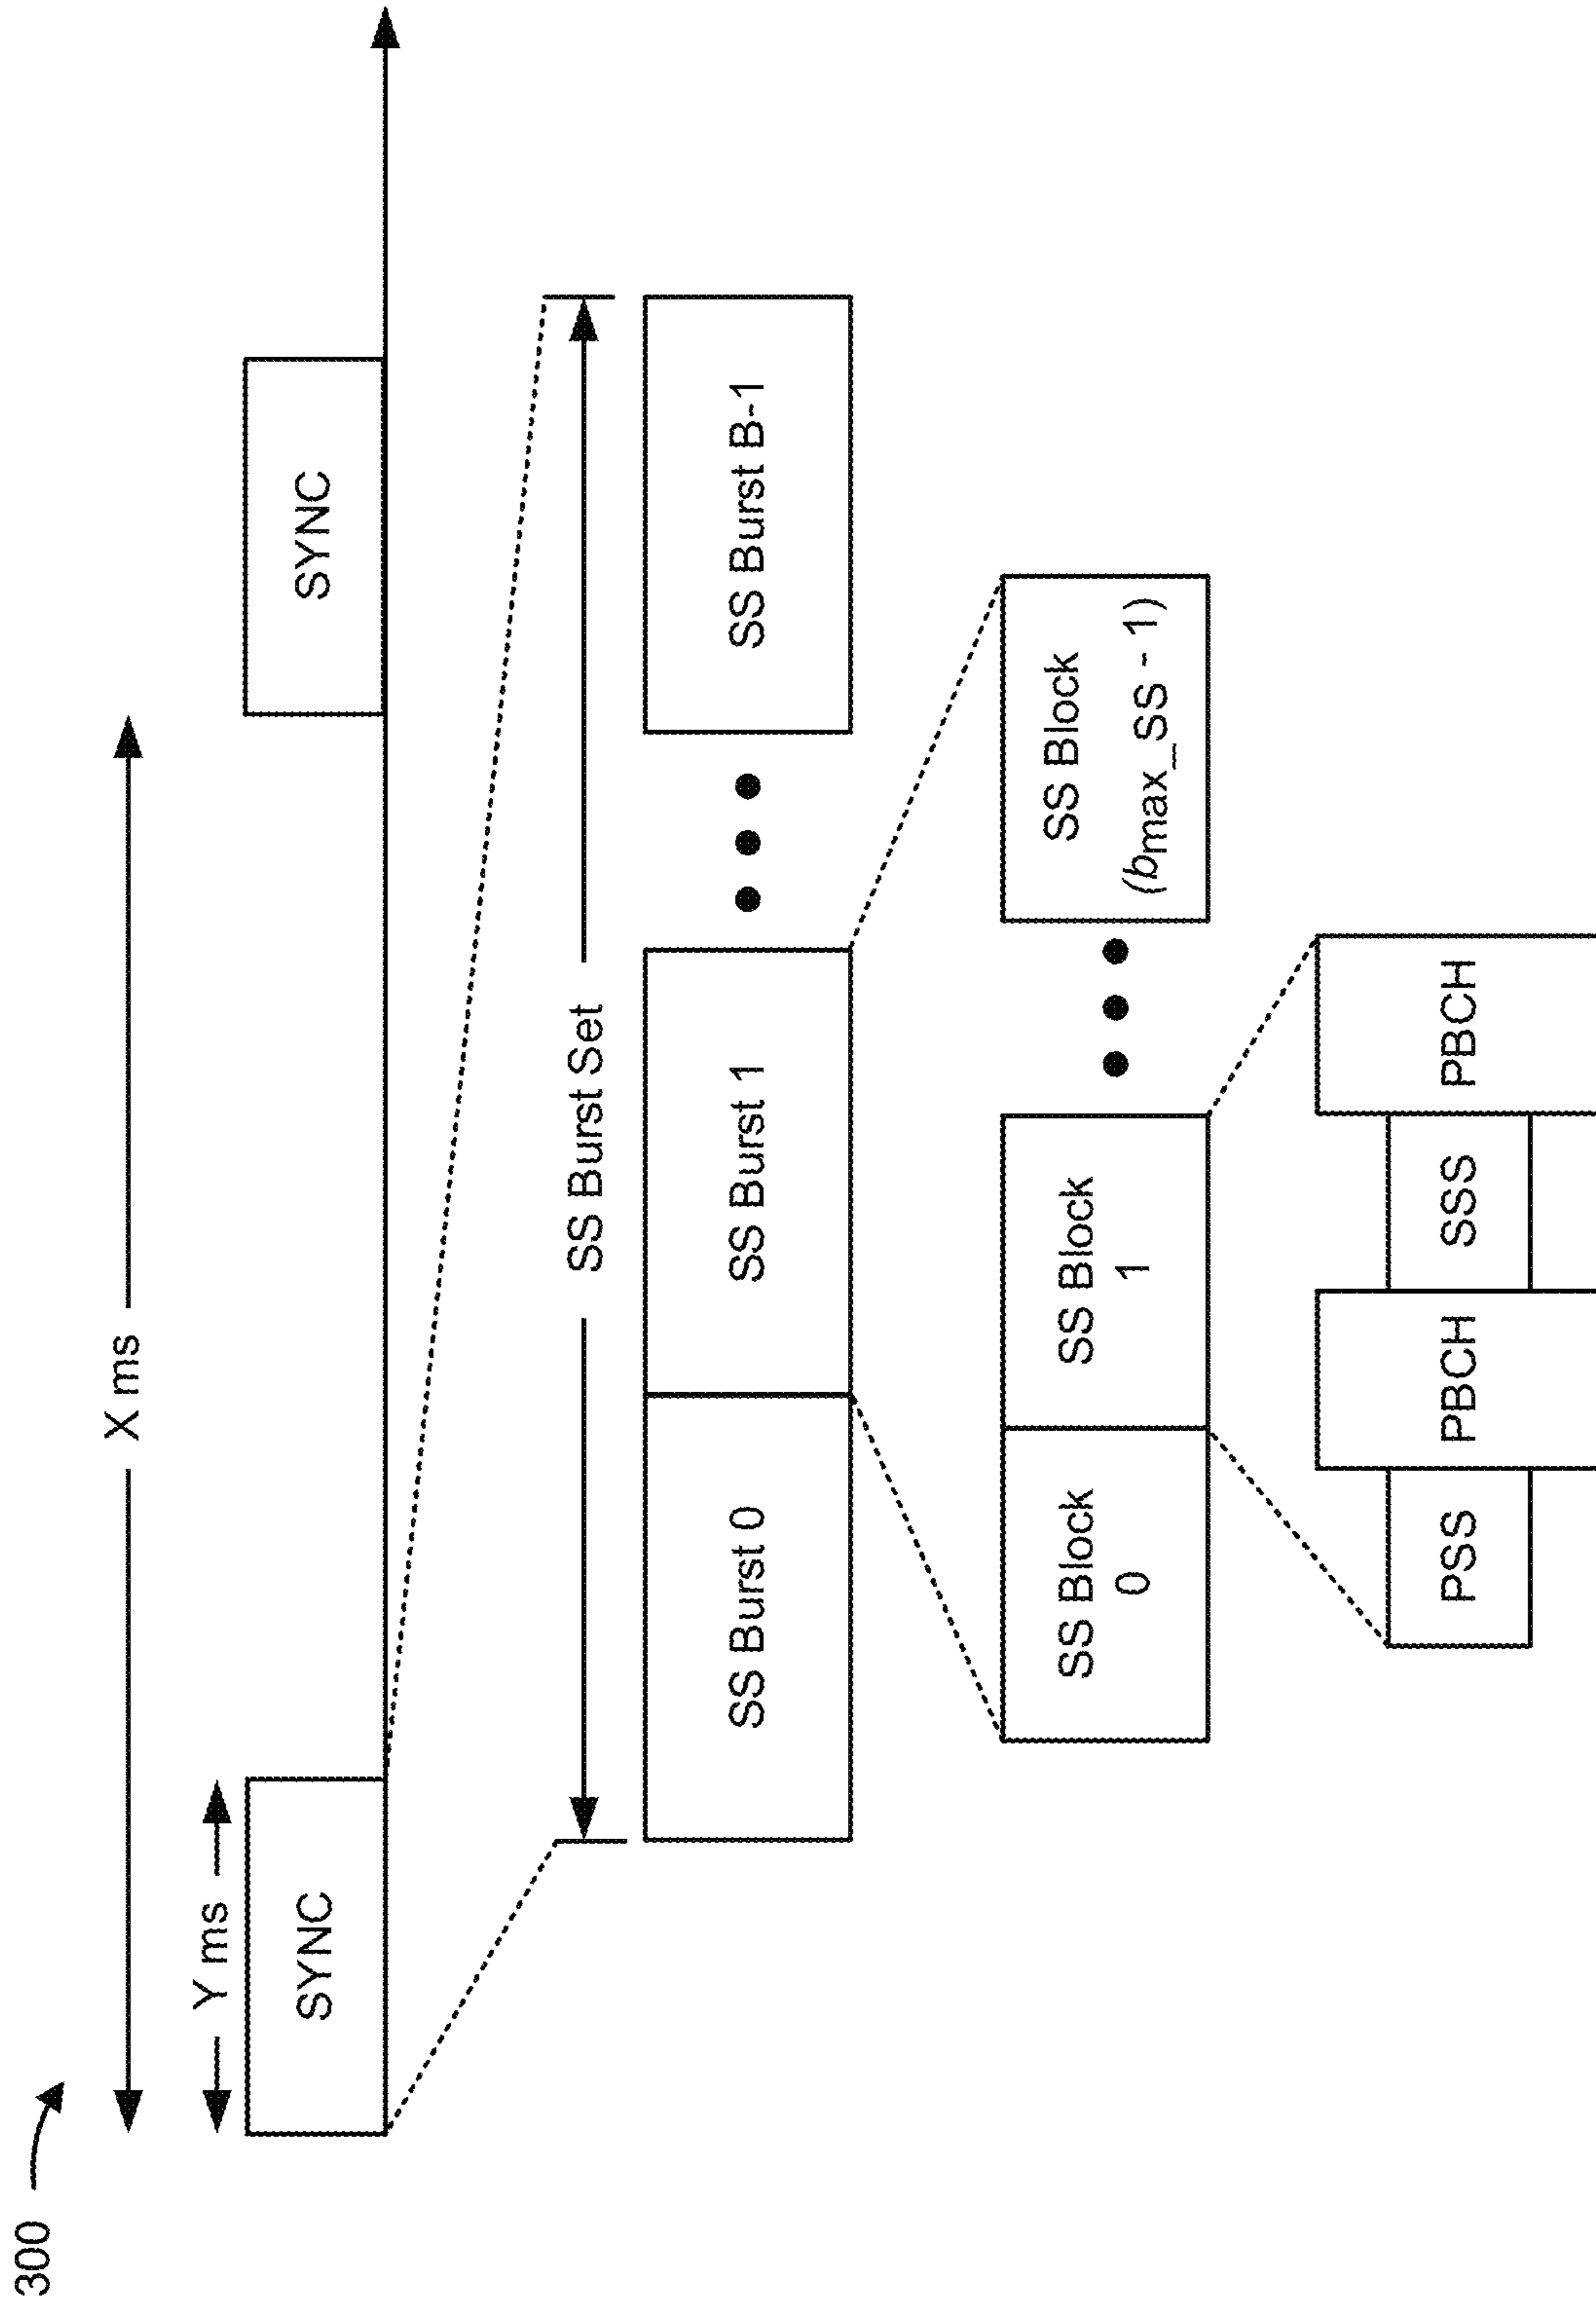 300
X ms
Y ms
SYNC
SYNC
SS Burst Set
SS Burst 0
SS Burst 1
SS Burst B-1
SS Block
0
SS Block
1
SS Block
(bmax_SS - 1)
PSS
PBCH
SSS
PBCH